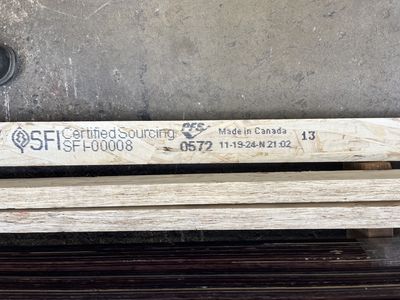 SFI Certified Sourcing
SFI-00008
PFS
0572
Made in Canada
11-19-24-N 21:02
13